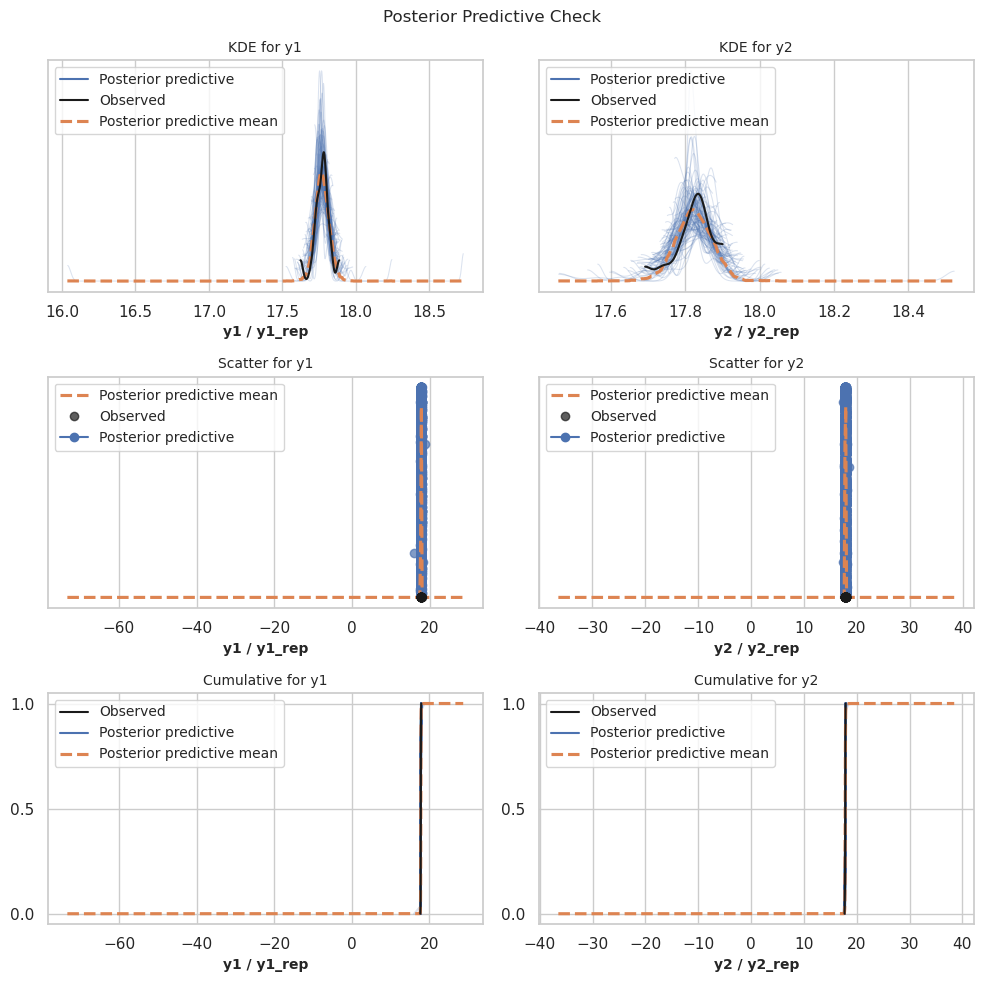 Posterior Predictive Check
KDE for y1
Posterior predictive
Observed
Posterior predictive mean
16.0 16.5 17.0 17.5 18.0 18.5
y1 / y1_rep
KDE for y2
Posterior predictive
Observed
Posterior predictive mean
17.6 17.8 18.0 18.2 18.4
y2 / y2_rep
Scatter for y1
Posterior predictive mean
Observed
Posterior predictive
−60 −40 −20 0 20
y1 / y1_rep
Scatter for y2
Posterior predictive mean
Observed
Posterior predictive
−40 −30 −20 −10 0 10 20 30 40
y2 / y2_rep
Cumulative for y1
1.0
0.5
0.0
Observed
Posterior predictive
Posterior predictive mean
−60 −40 −20 0 20
y1 / y1_rep
Cumulative for y2
1.0
0.5
0.0
Observed
Posterior predictive
Posterior predictive mean
−40 −30 −20 −10 0 10 20 30 40
y2 / y2_rep